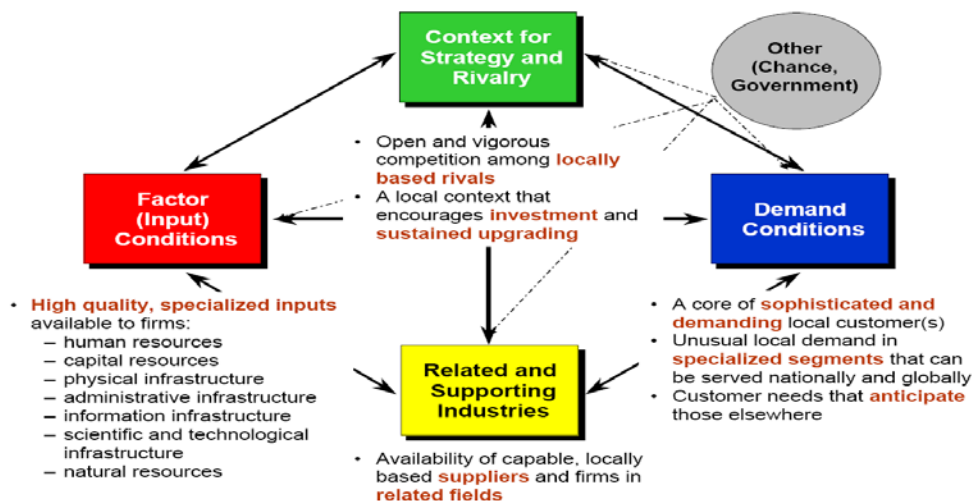 Context for
Strategy and
Rivalry
Other
(Chance,
Government)
• Open and vigorous
competition among locally
based rivals
• A local context that
encourages investment and
sustained upgrading
Factor
(Input)
Conditions
Demand
Conditions
• High quality, specialized inputs
available to firms:
– human resources
– capital resources
– physical infrastructure
– administrative infrastructure
– information infrastructure
– scientific and technological
infrastructure
– natural resources
Related and
Supporting
Industries
• Availability of capable, locally
based suppliers and firms in
related fields
• A core of sophisticated and
demanding local customer(s)
• Unusual local demand in
specialized segments that can
be served nationally and globally
• Customer needs that anticipate
those elsewhere